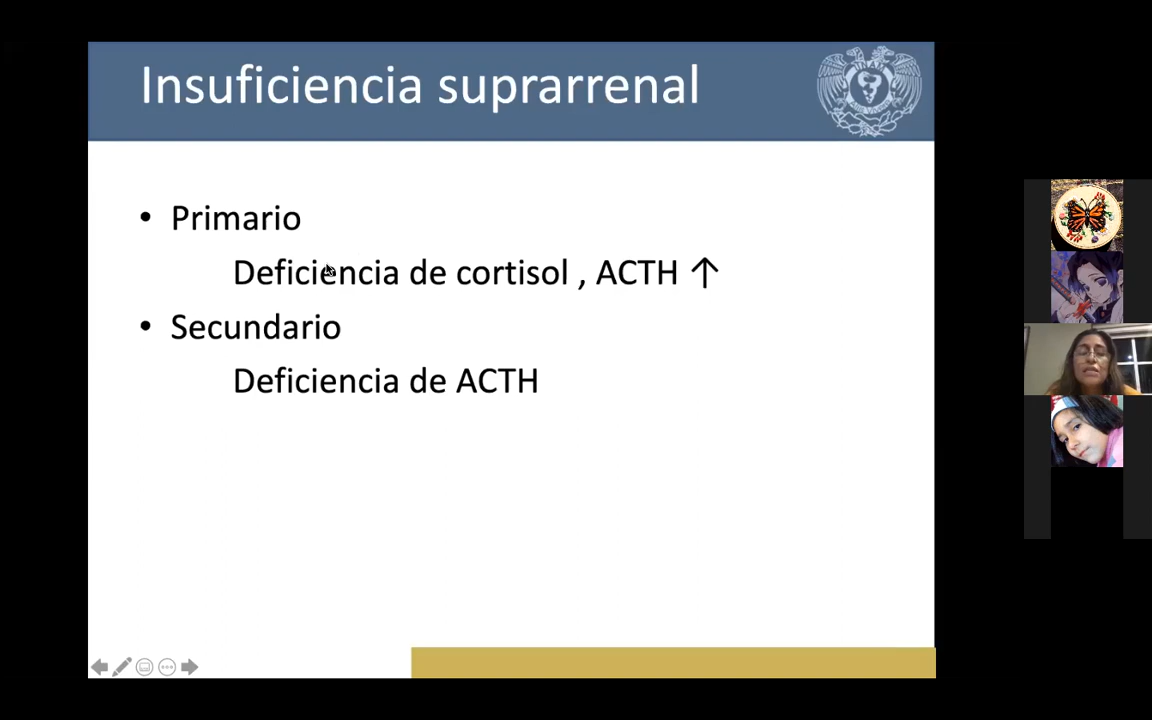 Insuficiencia suprarrenal
• Primario
Deficiencia de cortisol , ACTH ↑
• Secundario
Deficiencia de ACTH